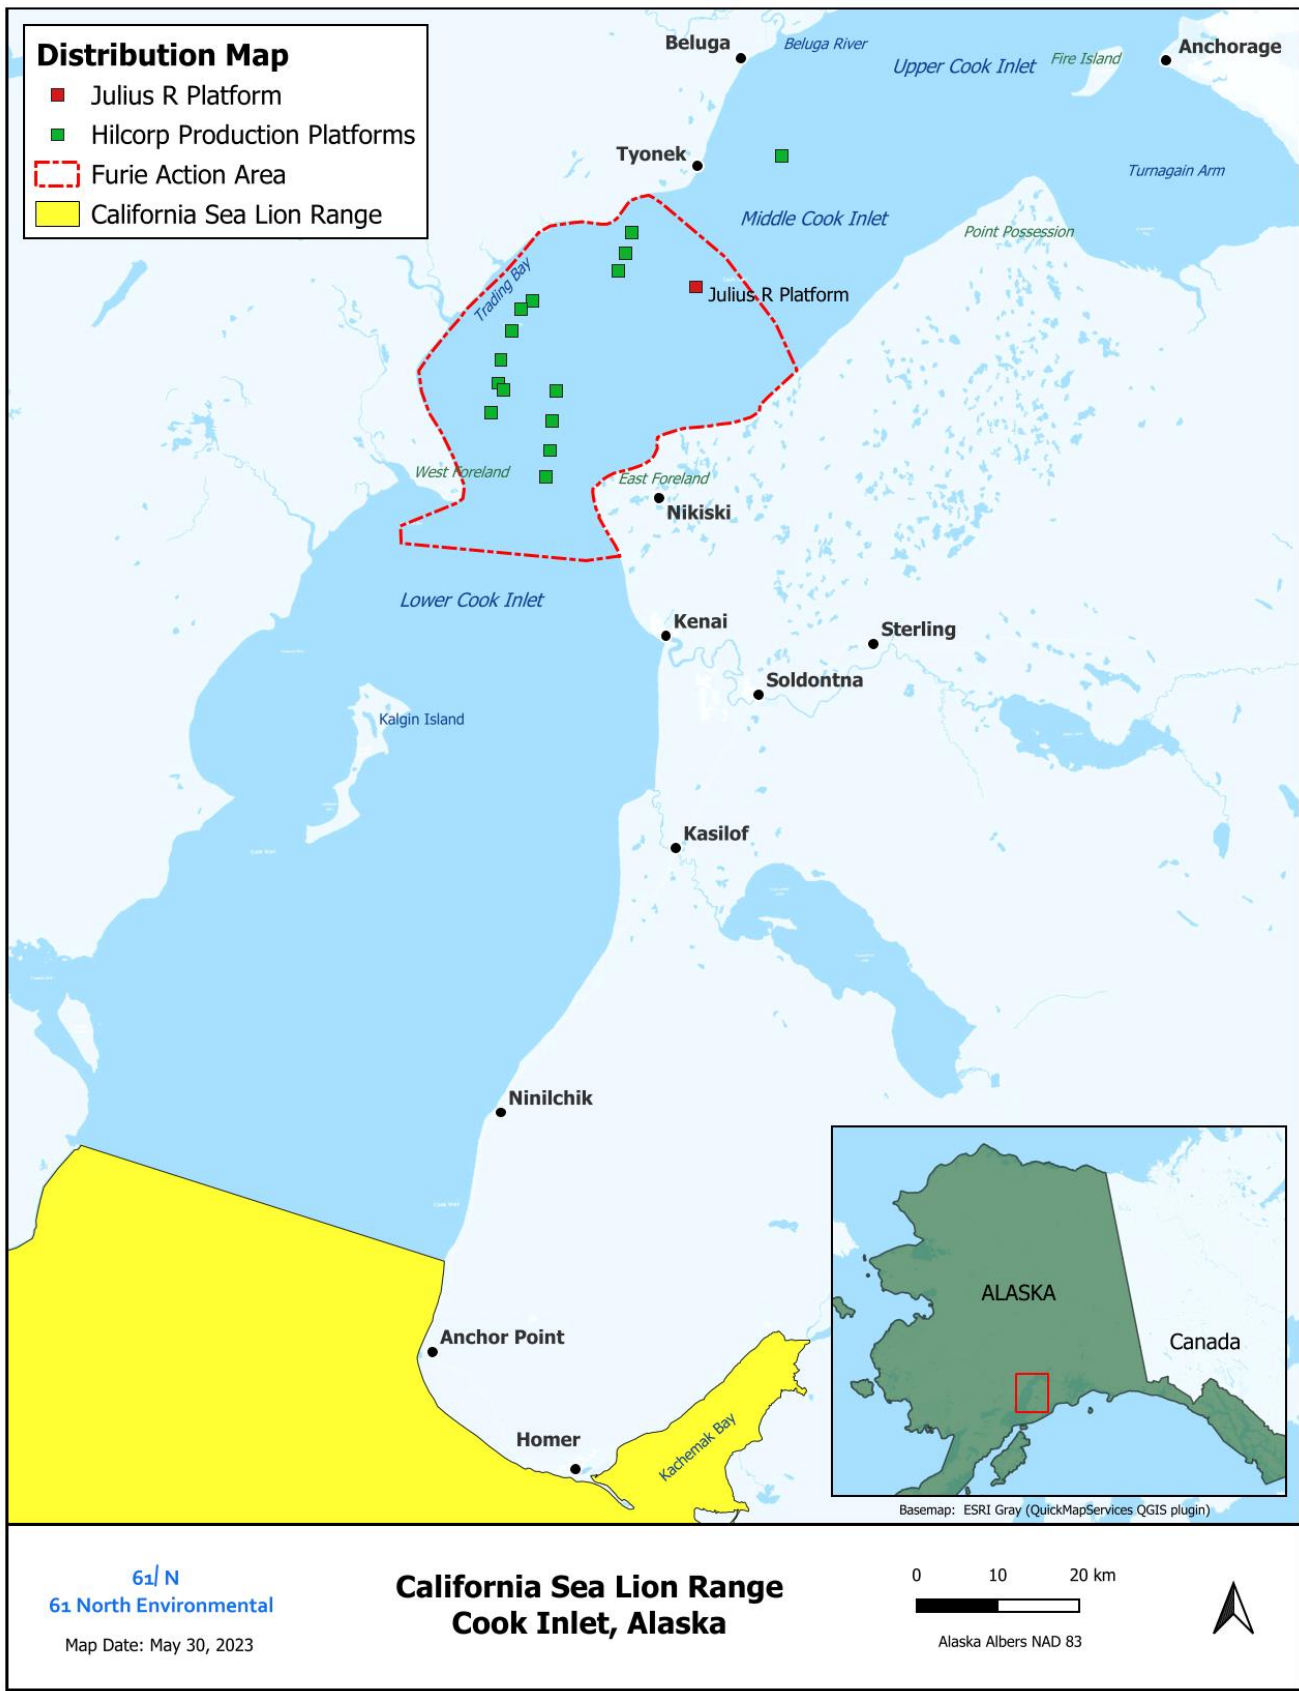 Distribution Map
Julius R Platform
Hilcorp Production Platforms
Furie Action Area
California Sea Lion Range
Beluga
Beluga River
Upper Cook Inlet
Fire Island
Anchorage
Tyonek
Turnagain Arm
Middle Cook Inlet
Point Possession
Trading Bay
Julius R Platform
West Foreland
East Foreland
Nikiski
Lower Cook Inlet
Kenai
Sterling
Soldontna
Kalgin Island
Kasilof
Ninilchik
Anchor Point
Homer
Kachemak Bay
ALASKA
Canada
Basemap: ESRI Gray (QuickMapServices QGIS plugin)
61/ N
61 North Environmental
Map Date: May 30, 2023
California Sea Lion Range
Cook Inlet, Alaska
0 10 20 km
Alaska Albers NAD 83